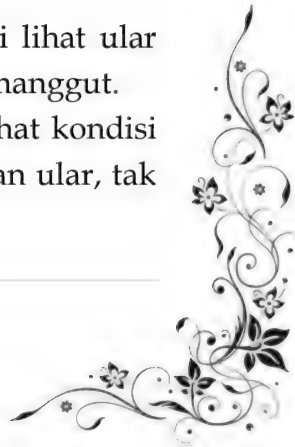 i lihat ular
nanggut.
hat kondisi
an ular, tak